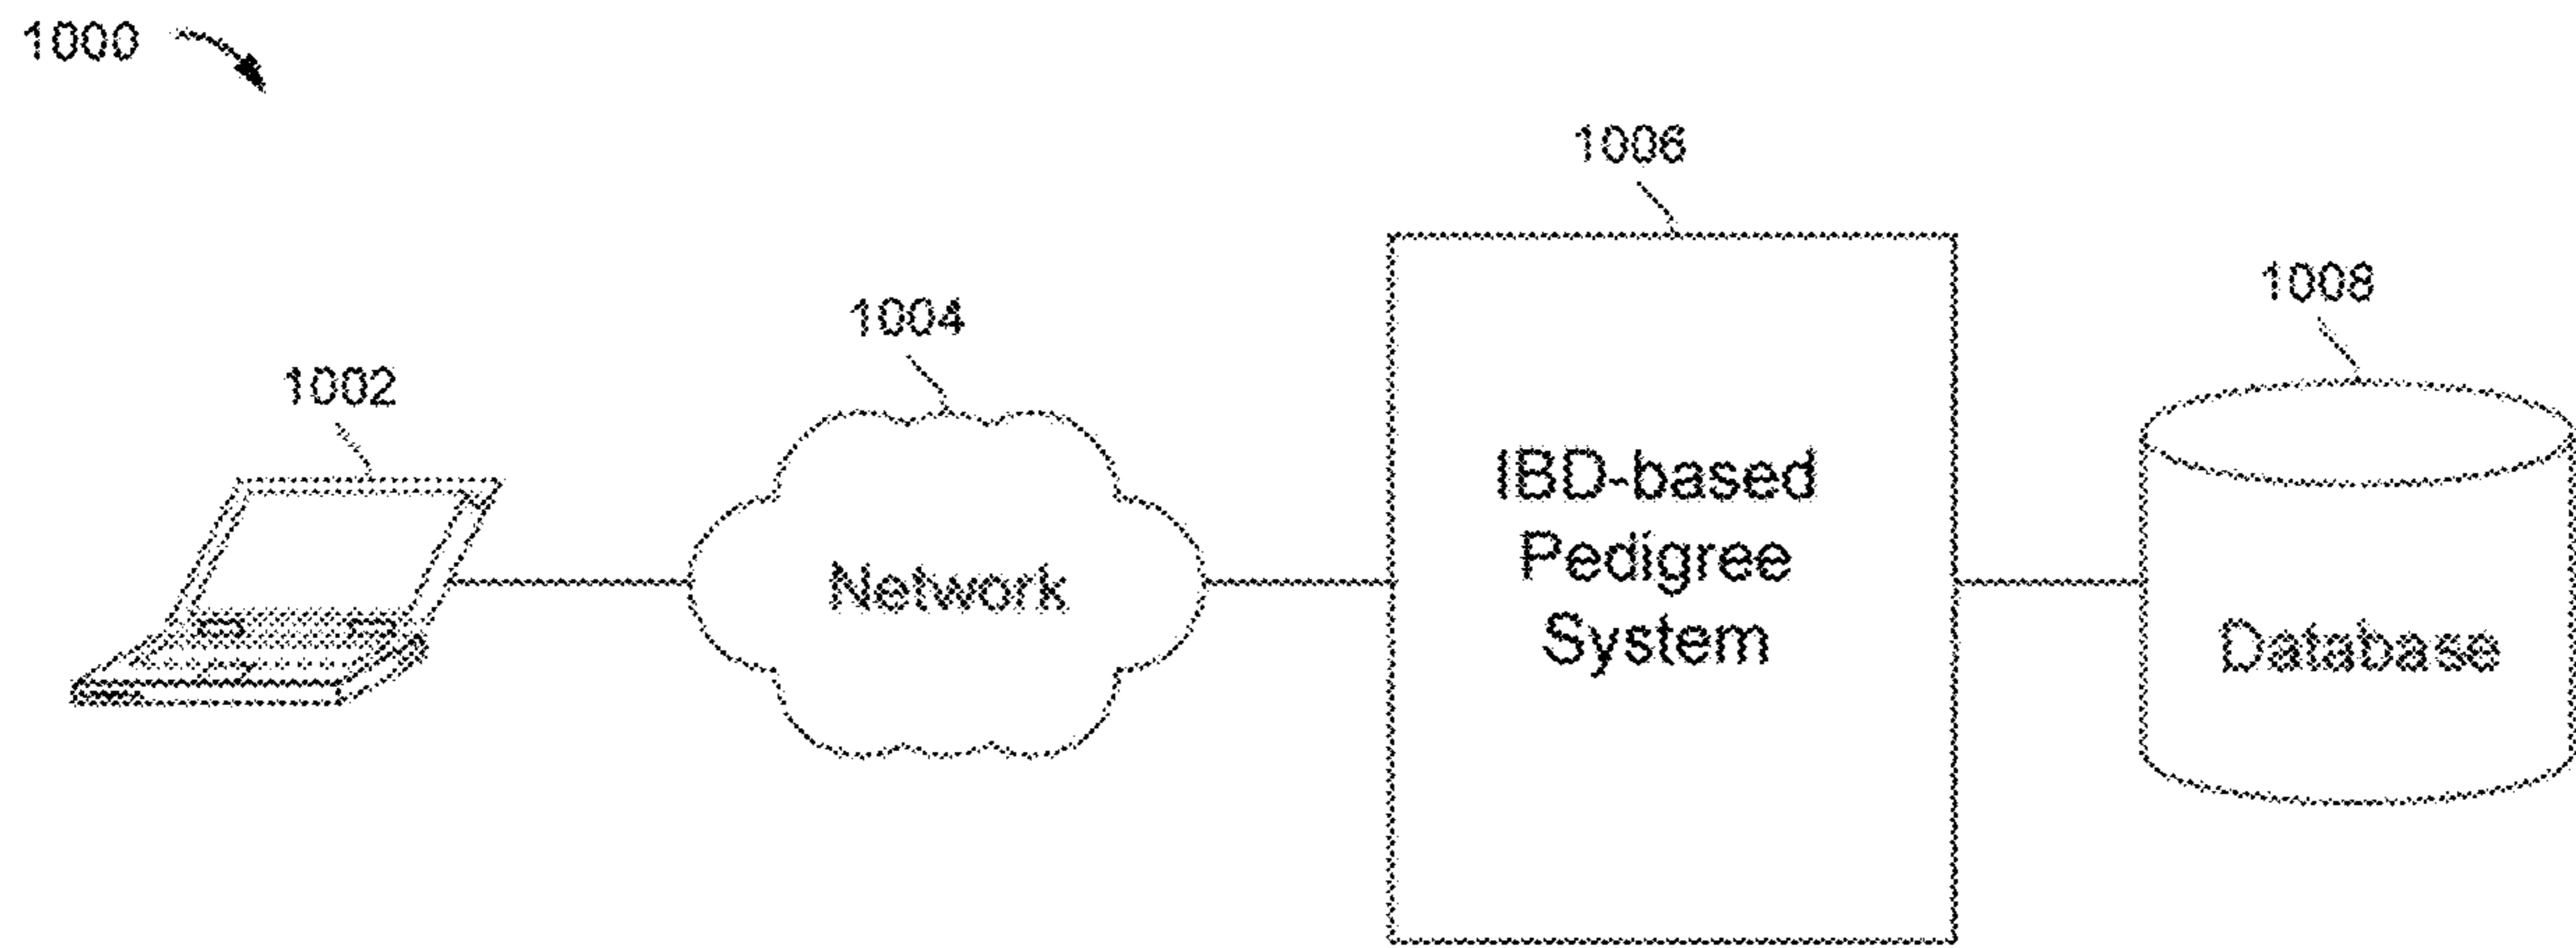 1000
1002
1004
Network
1006
IBD-based
Pedigree
System
1008
Database